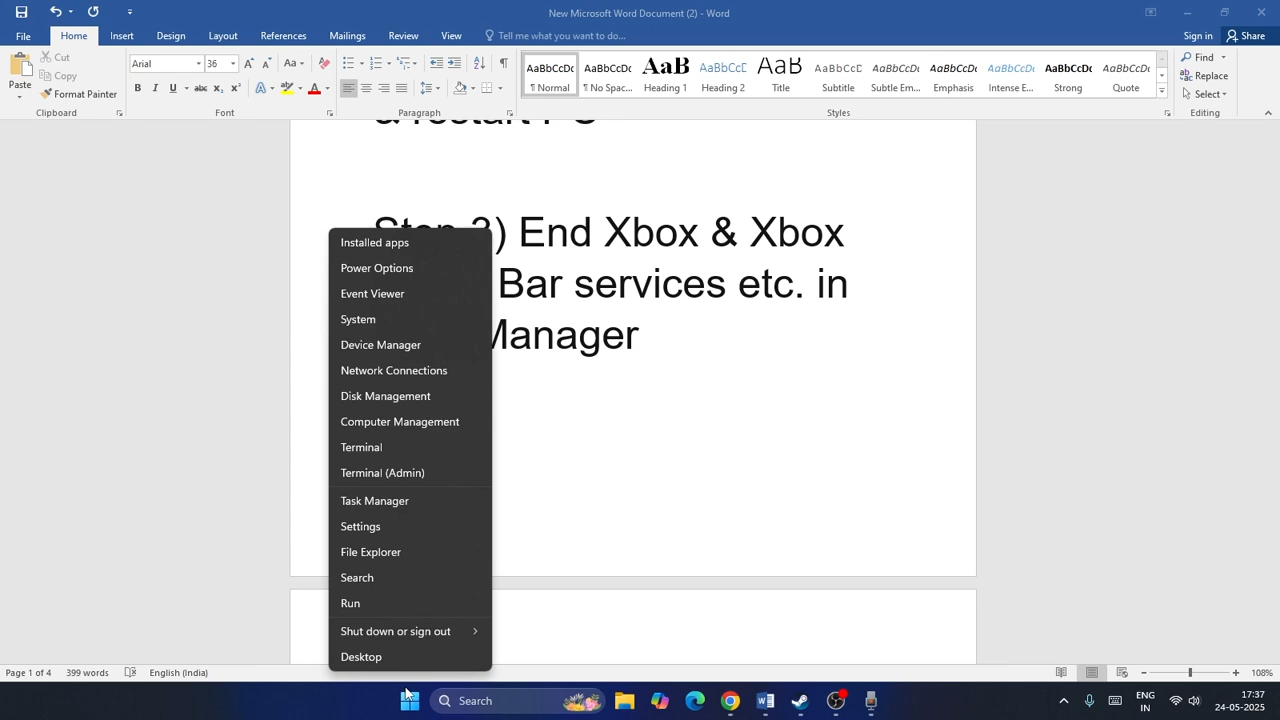 New Microsoft Word Document (2) - Word
File Home Insert Design Layout References Mailings Review View Tell me what you want to do... Sign in Share
Paste
Cut
Copy
Format Painter
Clipboard
Arial 36
Font
Paragraph
AaBbCcDc AaBbCcDc AaB AaBbCcD AaB AaBbCcD AaBbCcDc AaBbCcDc AaBbCcDc AaBbCcDc AaBbCcDc
¶ Normal ¶ No Spac... Heading 1 Heading 2 Title Subtitle Subtle Em... Emphasis Intense E... Strong Quote
Styles
Find
Replace
Select
Editing
& restart PC
Step 3) End Xbox & Xbox
Bar services etc. in
Manager
Installed apps
Power Options
Event Viewer
System
Device Manager
Network Connections
Disk Management
Computer Management
Terminal
Terminal (Admin)
Task Manager
Settings
File Explorer
Search
Run
Shut down or sign out
Desktop
Page 1 of 4 399 words English (India) 108%
Search
ENG
IN
17:37
24-05-2025